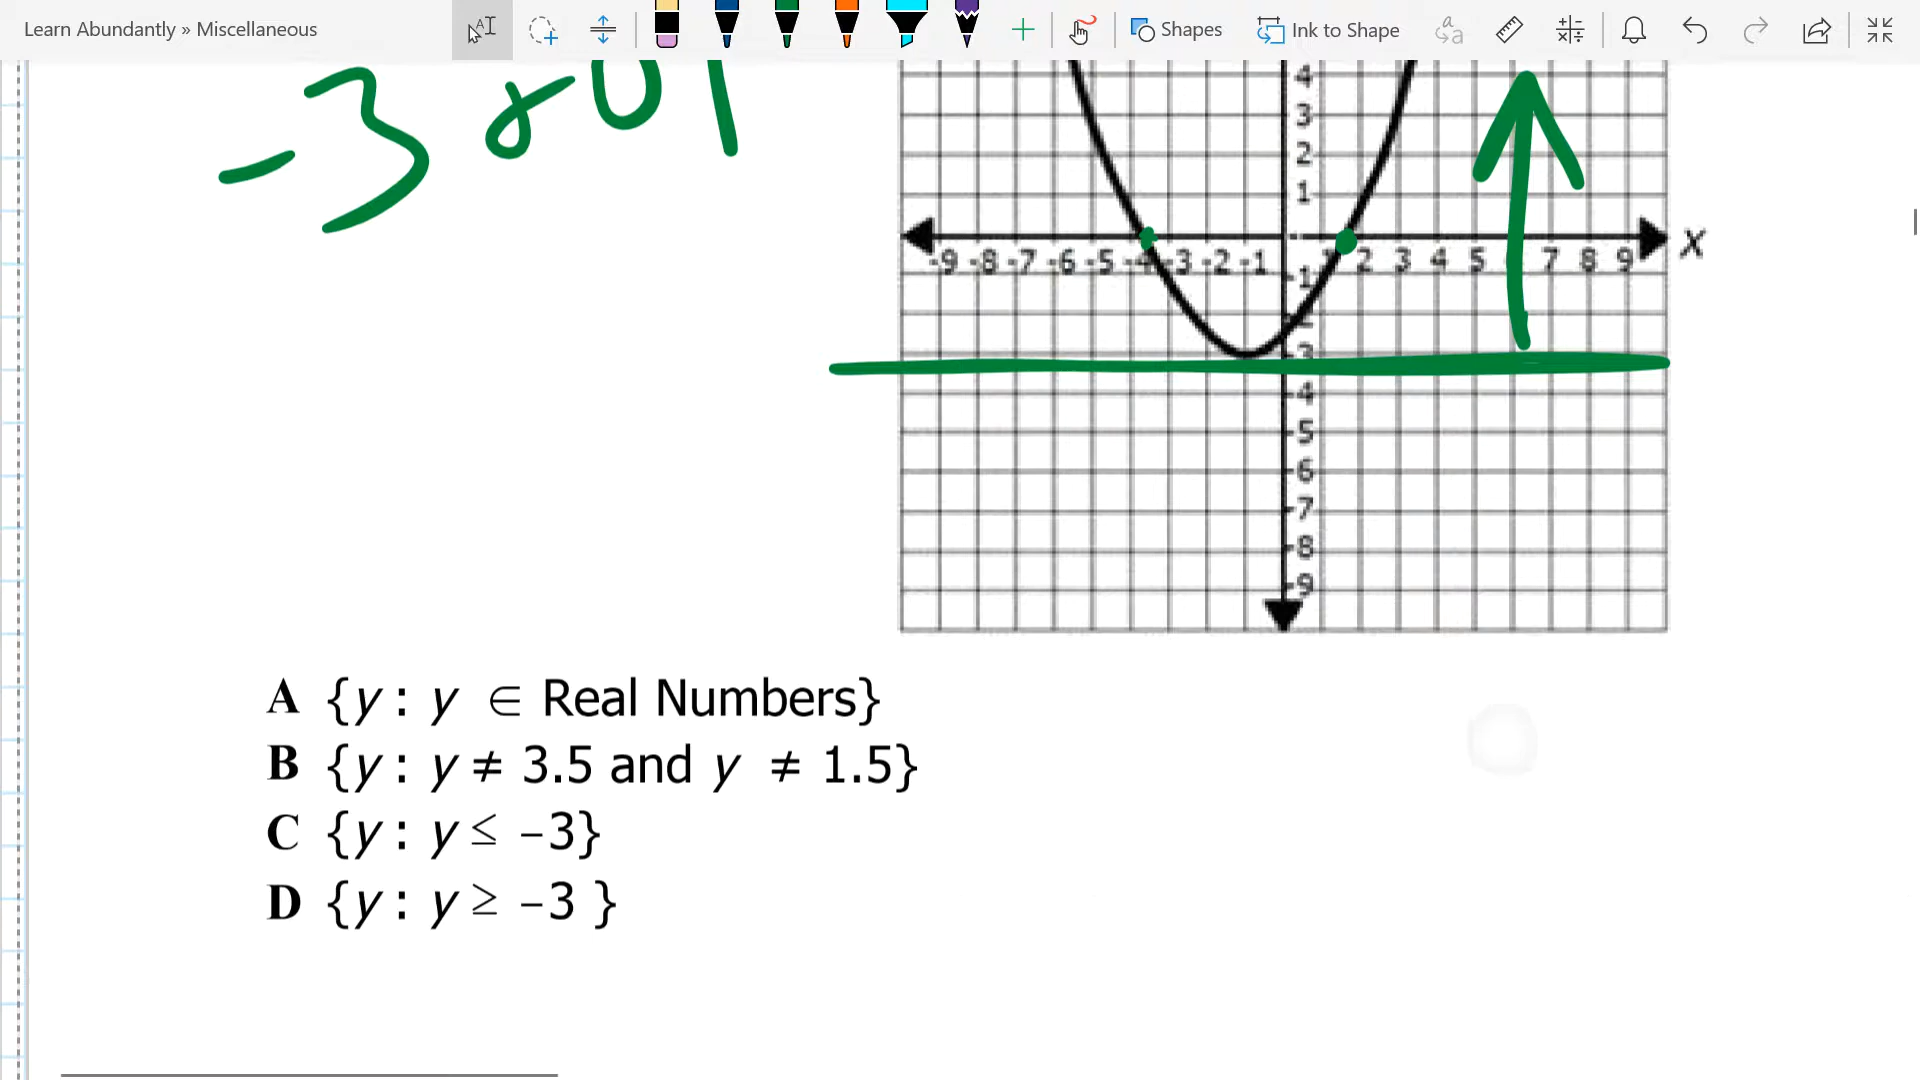 Learn Abundantly » Miscellaneous
Shapes
Ink to Shape
-3
4
3
2
1
-9 -8 -7 -6 -5 -4 -3 -2 -1 1 2 3 4 5 7 8 9 x
-1
-2
-3
-4
-5
-6
-7
-8
-9
A {y : y ∈ Real Numbers}
B {y : y ≠ 3.5 and y ≠ 1.5}
C {y : y ≤ −3}
D {y : y ≥ −3 }